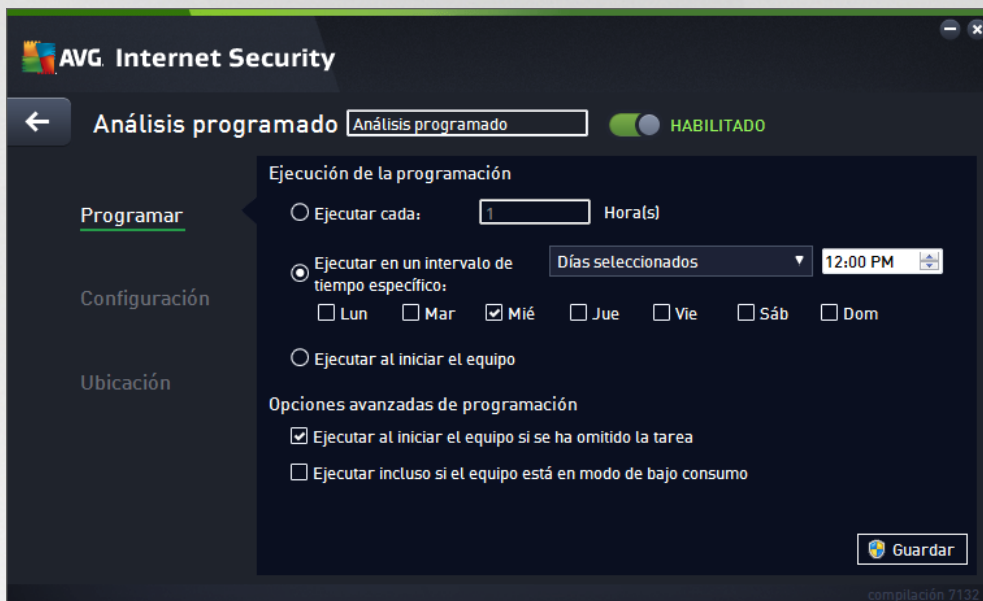 AVG. Internet Security
Análisis programado Análisis programado HABILITADO
Programar
Configuración
Ubicación
Ejecución de la programación
Ejecutar cada: 1 Hora(s)
Ejecutar en un intervalo de
tiempo específico:
Días seleccionados 12:00 PM
Lun Mar Mié Jue Vie Sáb Dom
Ejecutar al iniciar el equipo
Opciones avanzadas de programación
Ejecutar al iniciar el equipo si se ha omitido la tarea
Ejecutar incluso si el equipo está en modo de bajo consumo
Guardar
compilación 7132